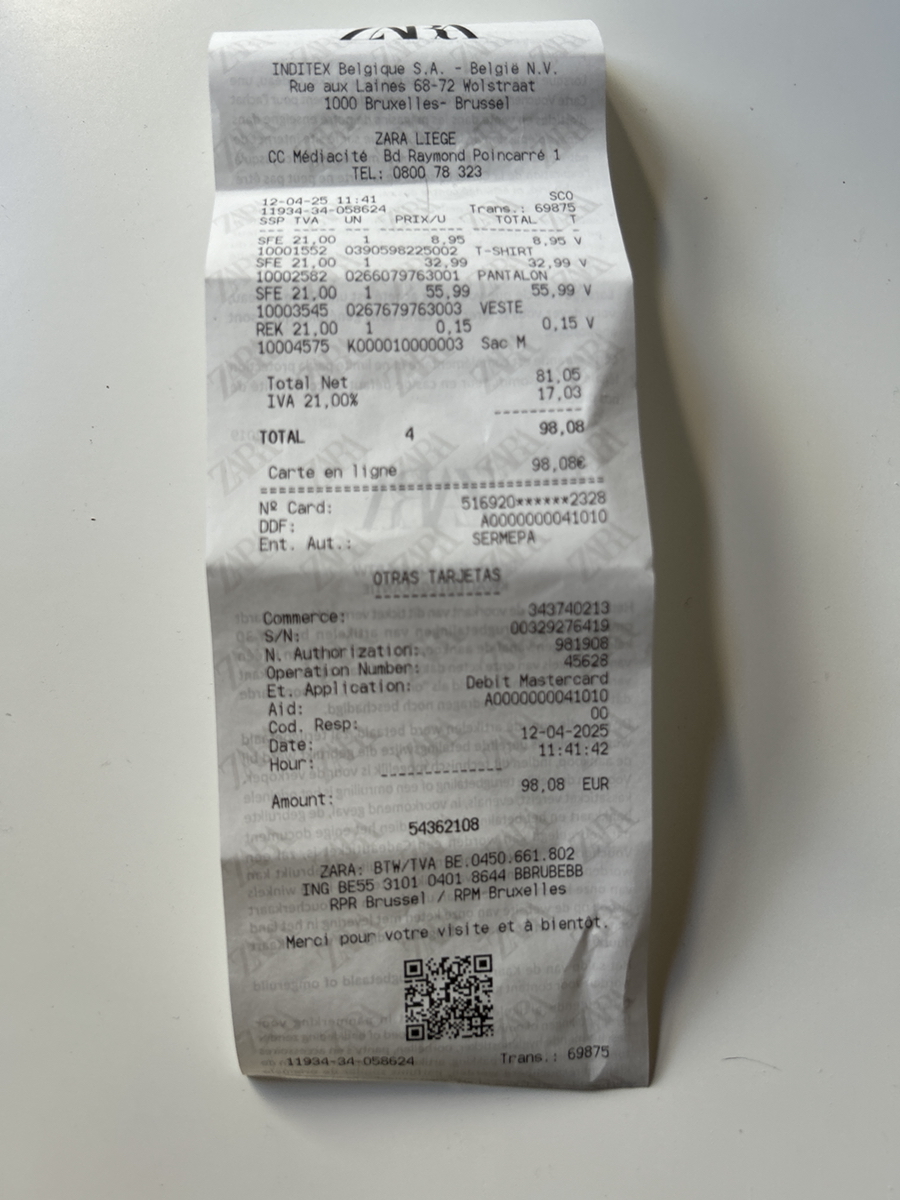 ZARA
INDITEX Belgique S.A. - België N.V.
Rue aux Laines 68-72 Wolstraat
1000 Bruxelles- Brussel
ZARA LIEGE
CC Médiacité Bd Raymond Poincarré 1
TEL: 0800 78 323
12-04-25 11:41 SCO
11934-34-058624 Trans.: 69875
SSP TVA UN PRIX/U TOTAL T
SFE 21,00 1 8,95 8,95 V
10001552 0390598225002 T-SHIRT
SFE 21,00 1 32,99 32,99 V
10002582 0266079763001 PANTALON
SFE 21,00 1 55,99 55,99 V
10003545 0267679763003 VESTE
REK 21,00 1 0,15 0,15 V
10004575 K000010000003 Sac M
Total Net 81,05
IVA 21,00% 17,03
TOTAL 4 98,08
Carte en ligne 98,08€
Nº Card: 516920******2328
DDF: A0000000041010
Ent. Aut.: SERMEPA
OTRAS TARJETAS
Commerce: 343740213
S/N: 00329276419
N. Authorization: 981908
Operation Number: 45628
Et. Application: Debit Mastercard
Aid: A0000000041010
Cod. Resp: 00
Date: 12-04-2025
Hour: 11:41:42
Amount: 98,08 EUR
54362108
ZARA: BTW/TVA BE.0450.661.802
ING BE55 3101 0401 8644 BBRUBEBB
RPR Brussel / RPM Bruxelles
Merci pour votre visite et à bientôt.
11934-34-058624 Trans.: 69875